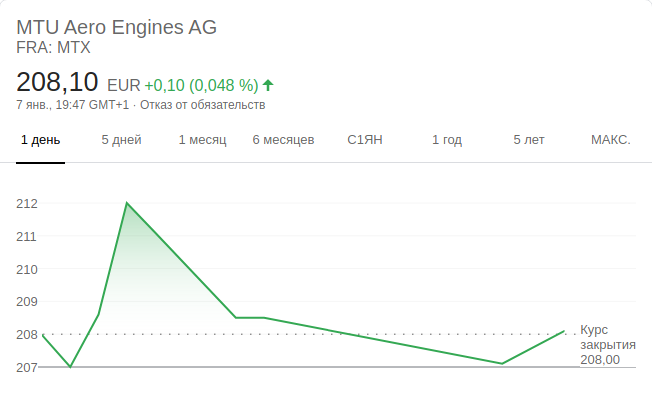 MTU Aero Engines AG
FRA: MTX
208,10 EUR +0,10 (0,048 %)
7 янв., 19:47 GMT+1 · Отказ от обязательств
1 день 5 дней 1 месяц 6 месяцев С1ЯН 1 год 5 лет МАКС.
212
211
210
209
208
207
Курс
закрытия
208,00